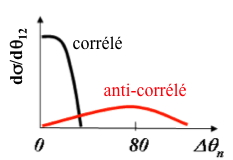 corrélé
dσ/dθ12
anti-corrélé
0
80
Δθn